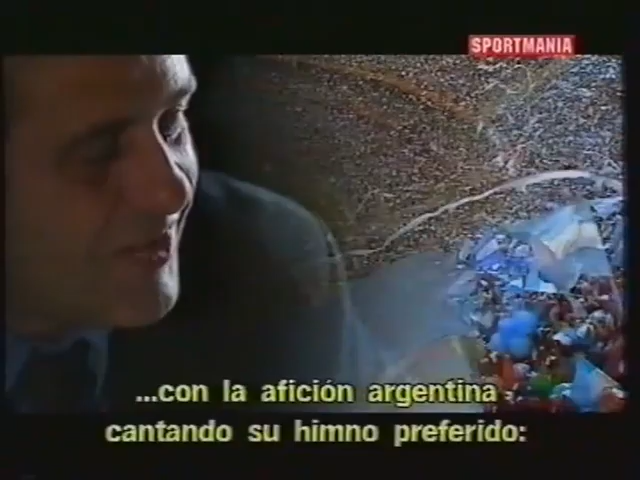 SPORTMANIA
...con la afición argentina
cantando su himno preferido: